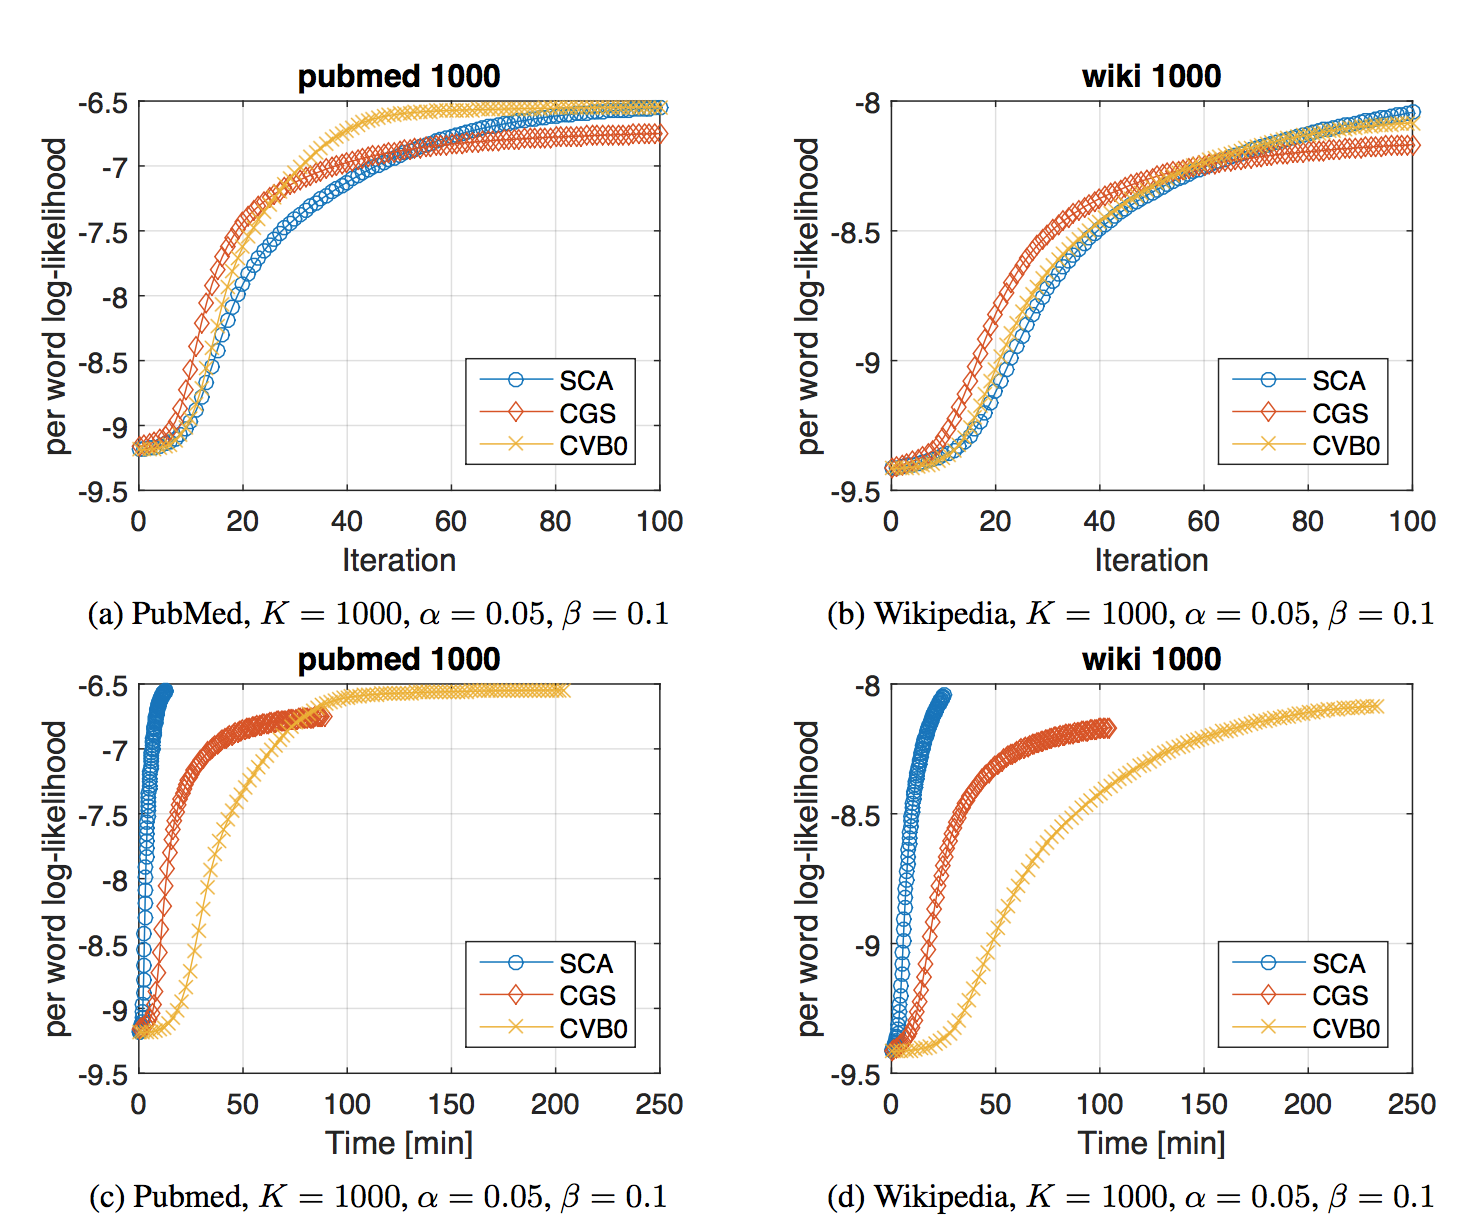 pubmed 1000
per word log-likelihood
-6.5
-7
-7.5
-8
-8.5
-9
-9.5
0 20 40 60 80 100
Iteration
SCA
CGS
CVB0
(a) PubMed, K = 1000, α = 0.05, β = 0.1
wiki 1000
per word log-likelihood
-8
-8.5
-9
-9.5
0 20 40 60 80 100
Iteration
SCA
CGS
CVB0
(b) Wikipedia, K = 1000, α = 0.05, β = 0.1
pubmed 1000
per word log-likelihood
-6.5
-7
-7.5
-8
-8.5
-9
-9.5
0 50 100 150 200 250
Time [min]
SCA
CGS
CVB0
(c) Pubmed, K = 1000, α = 0.05, β = 0.1
wiki 1000
per word log-likelihood
-8
-8.5
-9
-9.5
0 50 100 150 200 250
Time [min]
SCA
CGS
CVB0
(d) Wikipedia, K = 1000, α = 0.05, β = 0.1